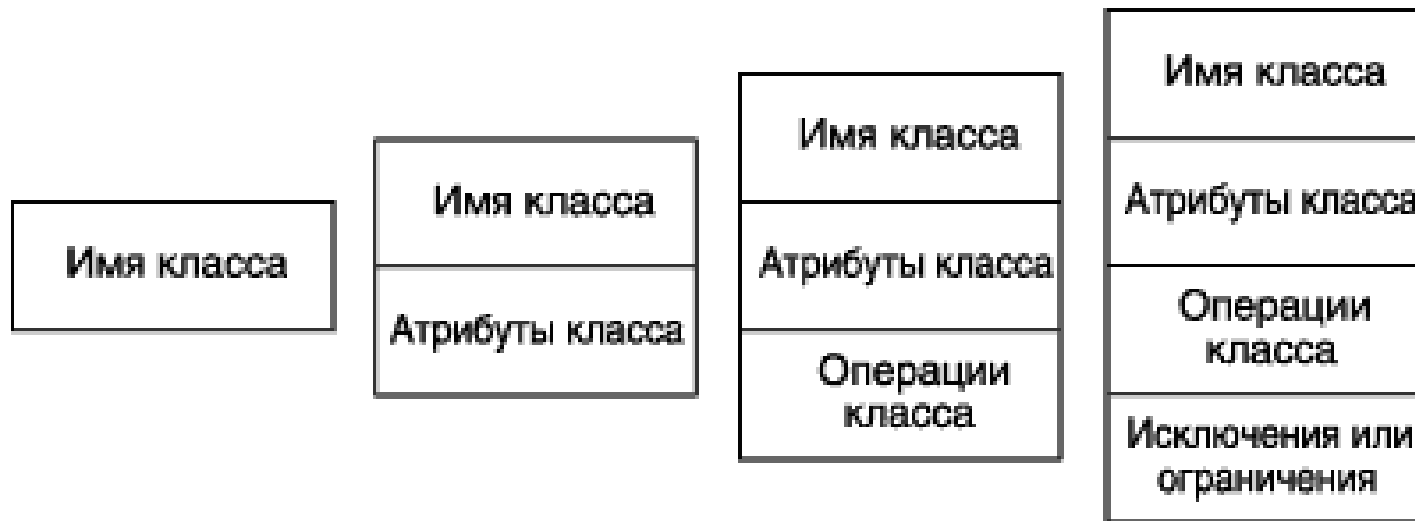 Имя класса
Имя класса
Атрибуты класса
Имя класса
Атрибуты класса
Операции
класса
Имя класса
Атрибуты класса
Операции
класса
Исключения или
ограничения